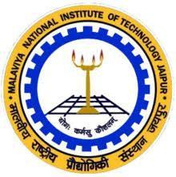 MALAVIYA NATIONAL INSTITUTE OF TECHNOLOGY JAIPUR
योगः कर्मसु कौशलम्
मालवीय राष्ट्रीय प्रौद्योगिकी संस्थान जयपुर